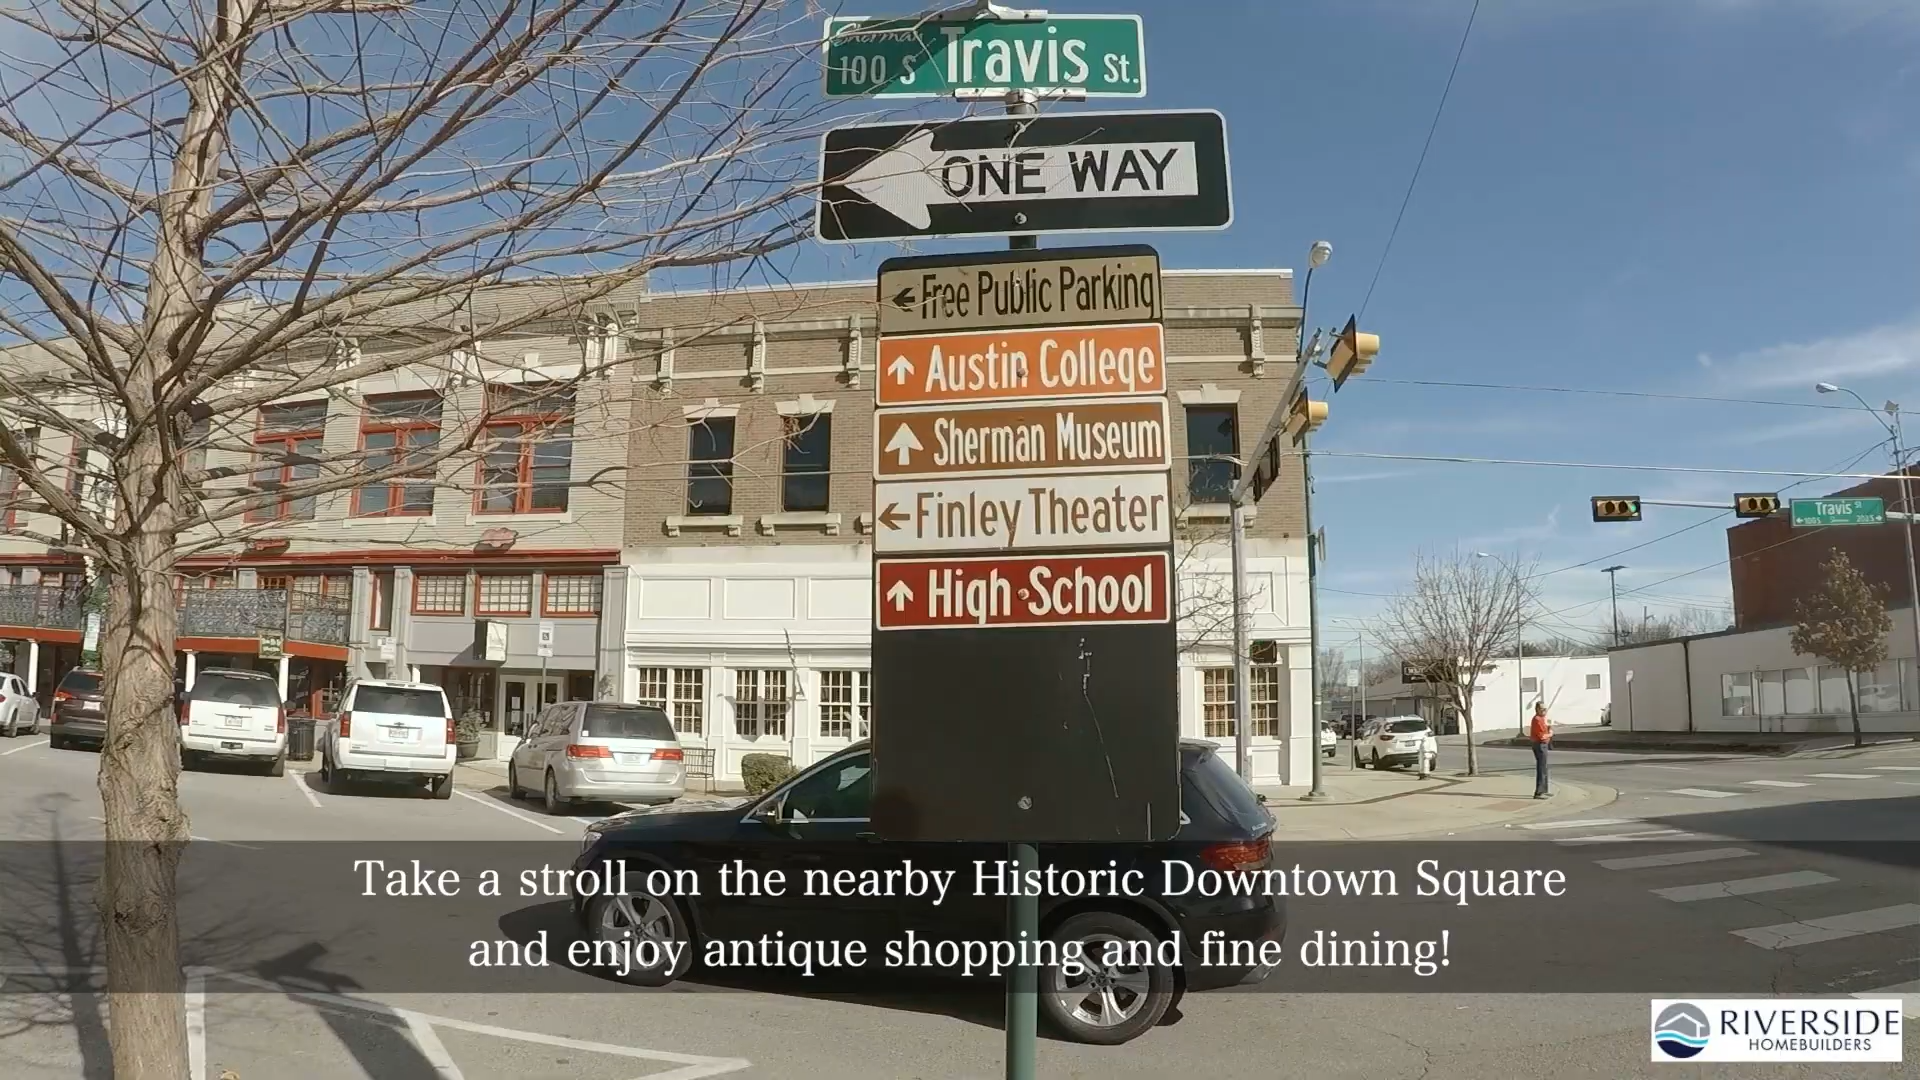 Sherman
100 S Travis St.
ONE WAY
Free Public Parking
Austin College
Sherman Museum
Finley Theater
High School
Travis St
Take a stroll on the nearby Historic Downtown Square
and enjoy antique shopping and fine dining!
RIVERSIDE
HOMEBUILDERS